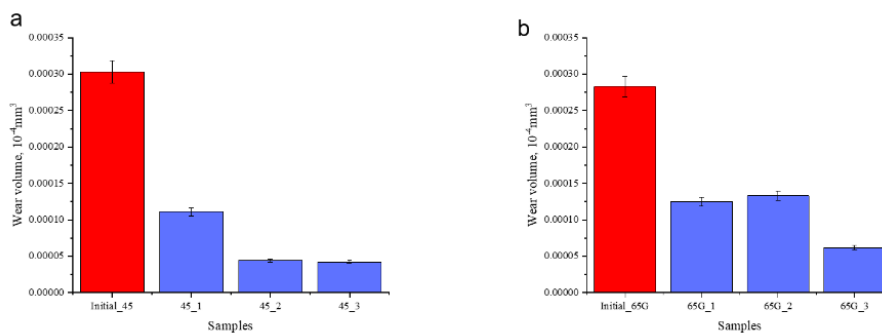 a
Wear volume, 10⁻⁴mm³
0.00035
0.00030
0.00025
0.00020
0.00015
0.00010
0.00005
0.00000
Initial_45 45_1 45_2 45_3
Samples
b
Wear volume, 10⁻⁴mm³
0.00035
0.00030
0.00025
0.00020
0.00015
0.00010
0.00005
0.00000
Initial_65G 65G_1 65G_2 65G_3
Samples